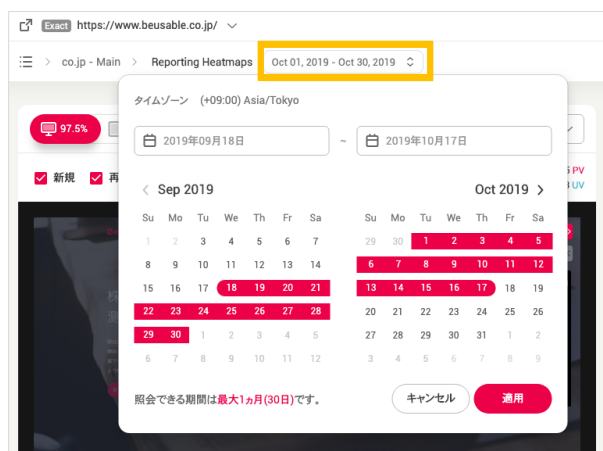 Exact https://www.beusable.co.jp/
co.jp - Main > Reporting Heatmaps Oct 01, 2019 - Oct 30, 2019
タイムゾーン (+09:00) Asia/Tokyo
97.5%
2019年09月18日 ~ 2019年10月17日
新規 再
PV
UV
< Sep 2019 Oct 2019 >
Su Mo Tu We Th Fr Sa Su Mo Tu We Th Fr Sa
1 2 3 4 5 6 7 29 30 1 2 3 4 5
8 9 10 11 12 13 14 6 7 8 9 10 11 12
15 16 17 18 19 20 21 13 14 15 16 17 18 19
22 23 24 25 26 27 28 20 21 22 23 24 25 26
29 30 1 2 3 4 5 27 28 29 30 31 1 2
6 7 8 9 10 11 12 3 4 5 6 7 8 9
照会できる期間は最大1ヵ月(30日)です。 キャンセル 適用